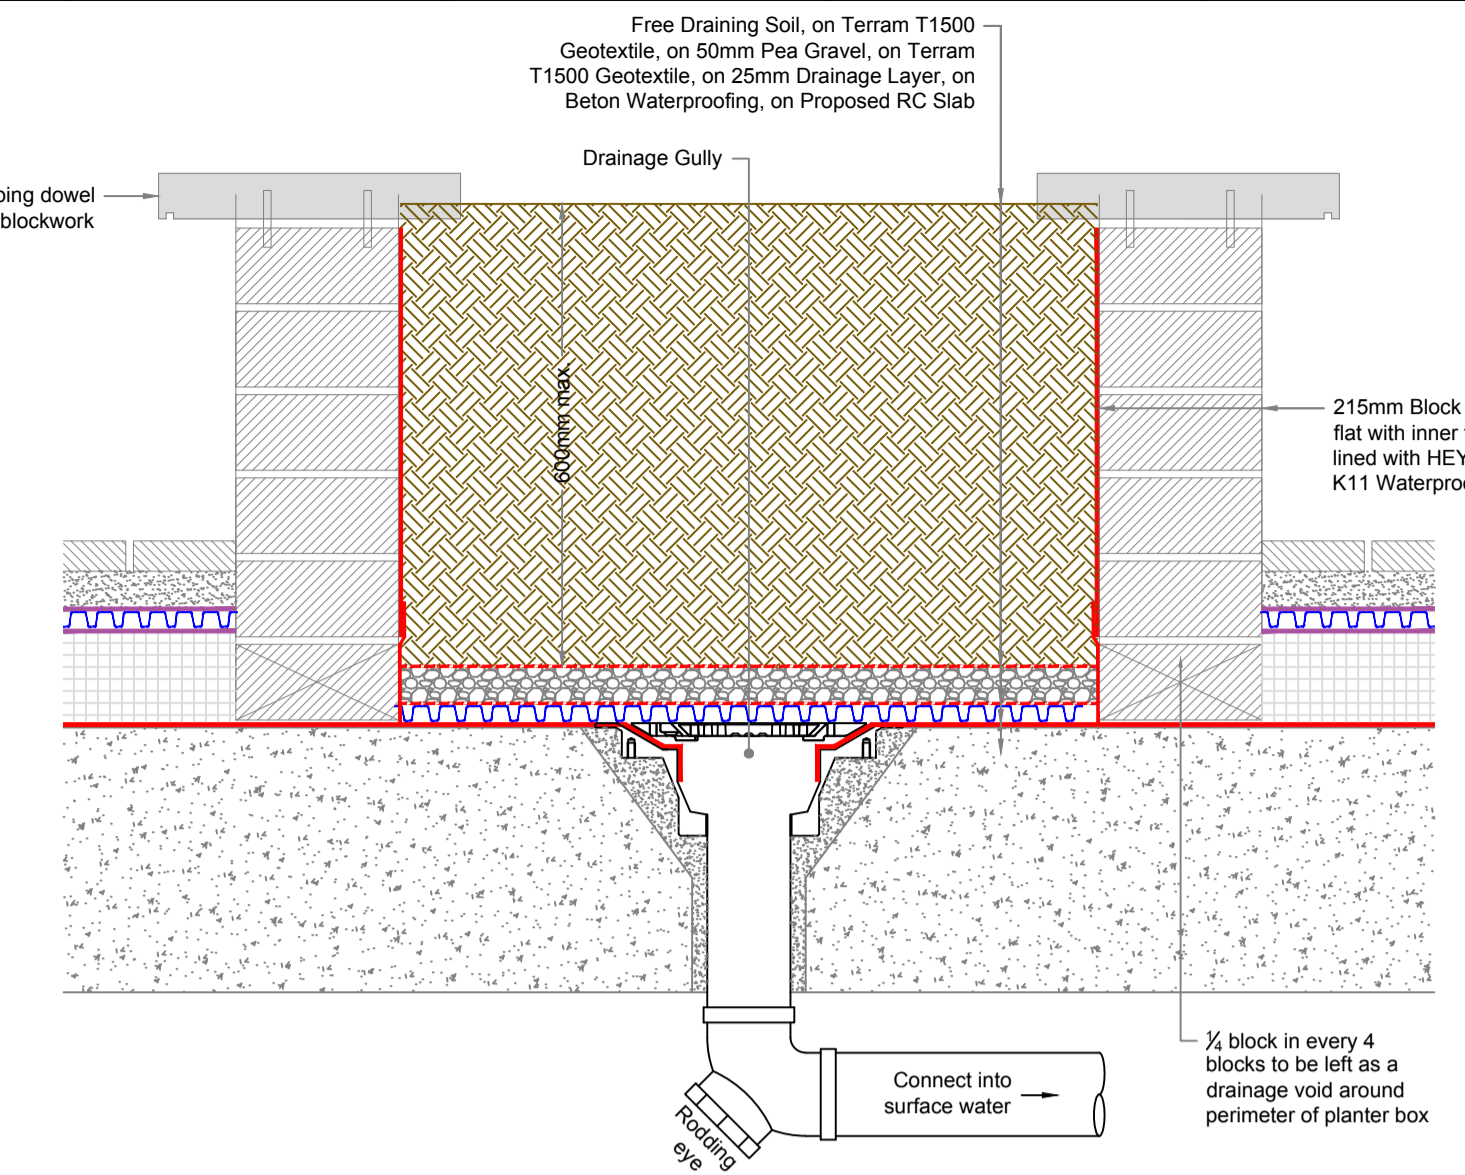 Free Draining Soil, on Terram T1500
Geotextile, on 50mm Pea Gravel, on Terram
T1500 Geotextile, on 25mm Drainage Layer, on
Beton Waterproofing, on Proposed RC Slab
Drainage Gully
ping dowel
blockwork
600mm max.
215mm Block
flat with inner
lined with HEY
K11 Waterproo
¼ block in every 4
blocks to be left as a
drainage void around
perimeter of planter box
Connect into
surface water
Rodding
eye